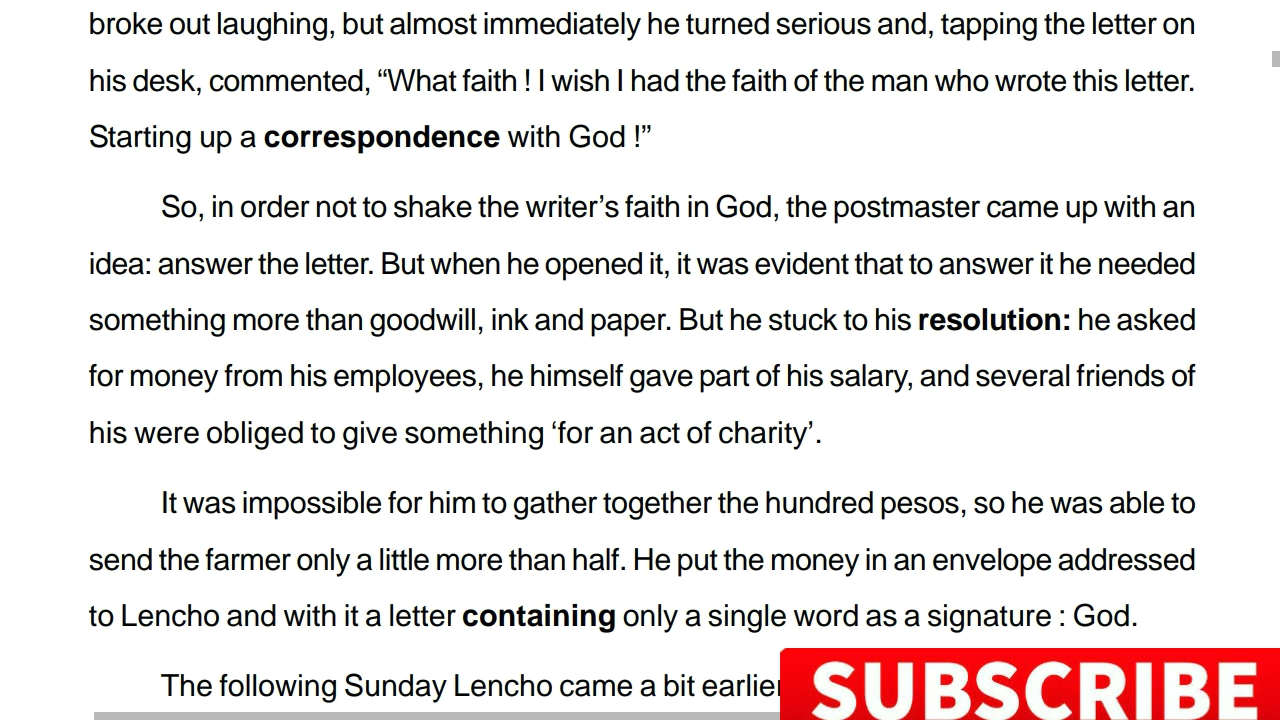 broke out laughing, but almost immediately he turned serious and, tapping the letter on
his desk, commented, “What faith ! I wish I had the faith of the man who wrote this letter.
Starting up a correspondence with God !”
So, in order not to shake the writer’s faith in God, the postmaster came up with an
idea: answer the letter. But when he opened it, it was evident that to answer it he needed
something more than goodwill, ink and paper. But he stuck to his resolution: he asked
for money from his employees, he himself gave part of his salary, and several friends of
his were obliged to give something ‘for an act of charity’.
It was impossible for him to gather together the hundred pesos, so he was able to
send the farmer only a little more than half. He put the money in an envelope addressed
to Lencho and with it a letter containing only a single word as a signature : God.
The following Sunday Lencho came a bit earlier
SUBSCRIBE